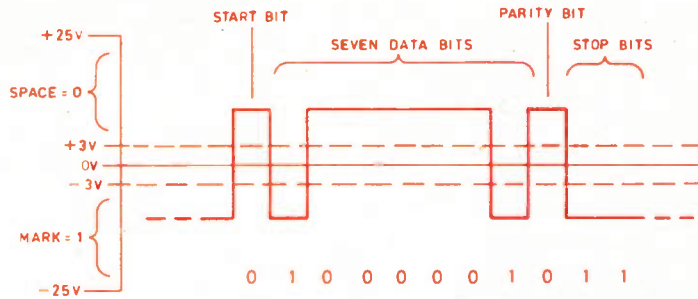 START BIT
PARITY BIT
+25V
SEVEN DATA BITS
STOP BITS
SPACE = 0
+3V
0V
-3V
MARK = 1
-25V
0 1 0 0 0 0 0 1 0 1 1